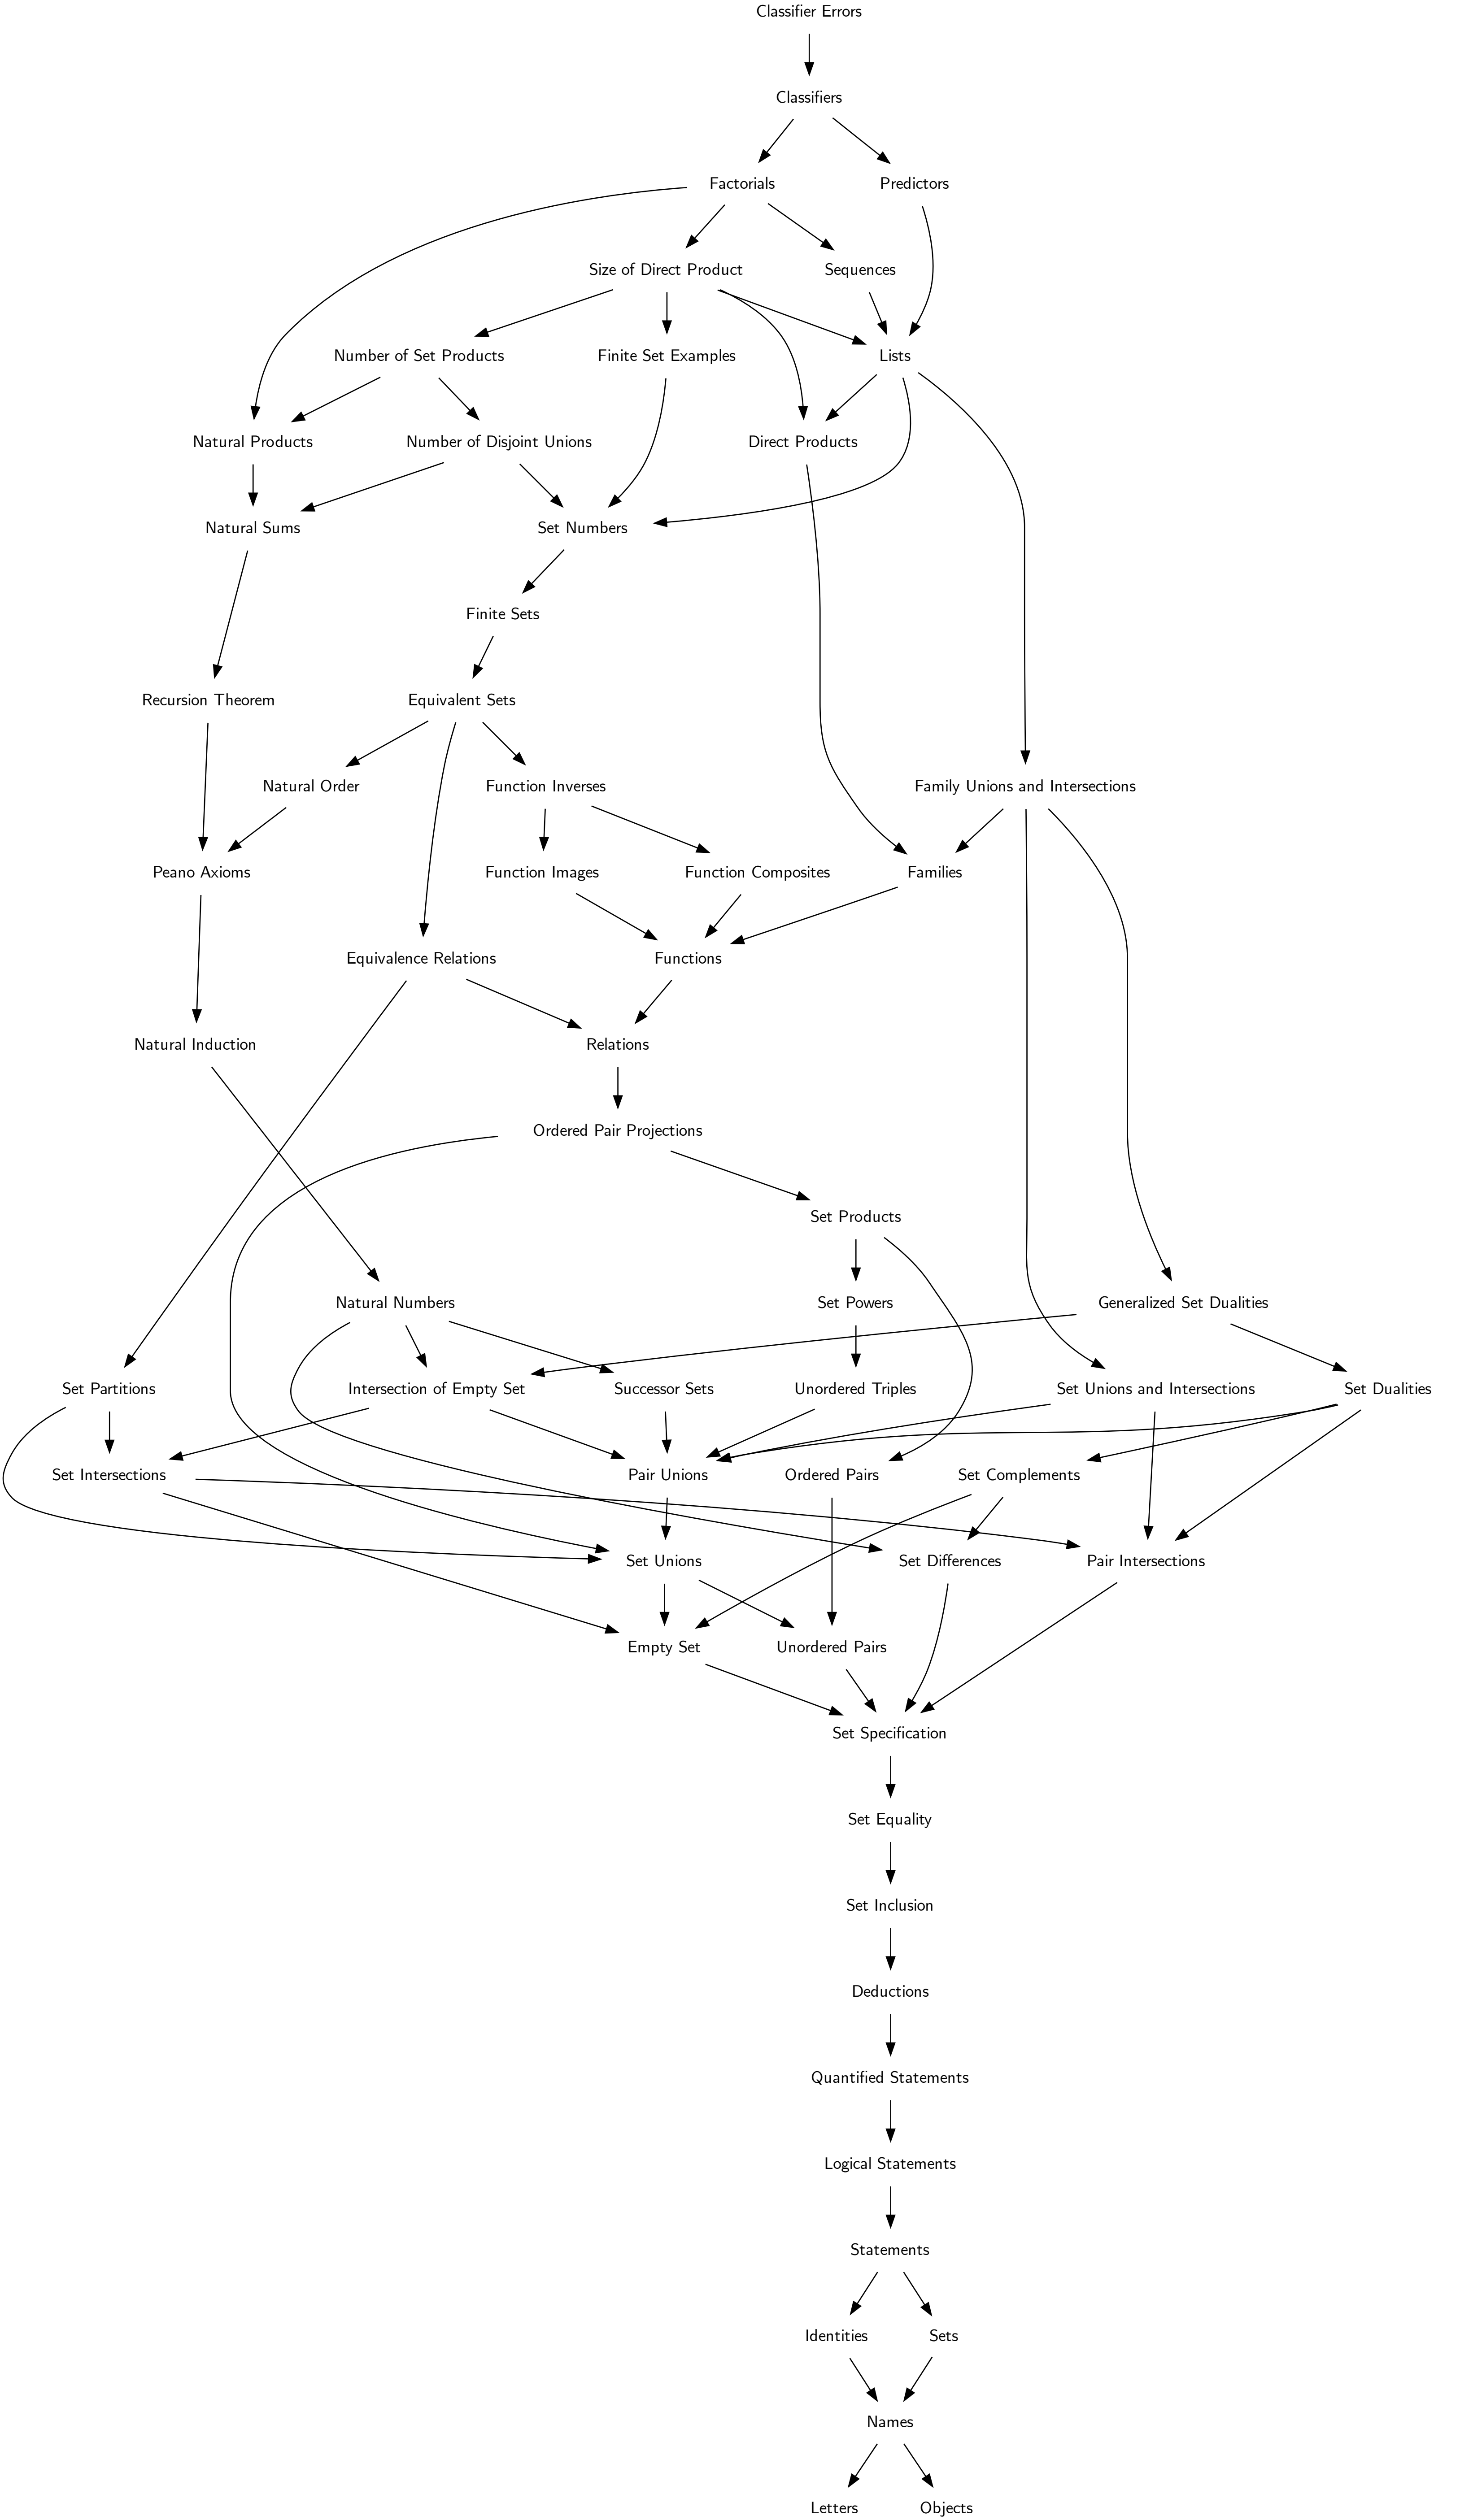 Classifier Errors
Classifiers
Factorials
Predictors
Size of Direct Product
Sequences
Number of Set Products
Finite Set Examples
Lists
Natural Products
Number of Disjoint Unions
Direct Products
Natural Sums
Set Numbers
Finite Sets
Recursion Theorem
Equivalent Sets
Natural Order
Function Inverses
Family Unions and Intersections
Peano Axioms
Function Images
Function Composites
Families
Equivalence Relations
Functions
Natural Induction
Relations
Ordered Pair Projections
Set Products
Natural Numbers
Set Powers
Generalized Set Dualities
Set Partitions
Intersection of Empty Set
Successor Sets
Unordered Triples
Set Unions and Intersections
Set Dualities
Set Intersections
Pair Unions
Ordered Pairs
Set Complements
Set Unions
Set Differences
Pair Intersections
Empty Set
Unordered Pairs
Set Specification
Set Equality
Set Inclusion
Deductions
Quantified Statements
Logical Statements
Statements
Identities
Sets
Names
Letters
Objects